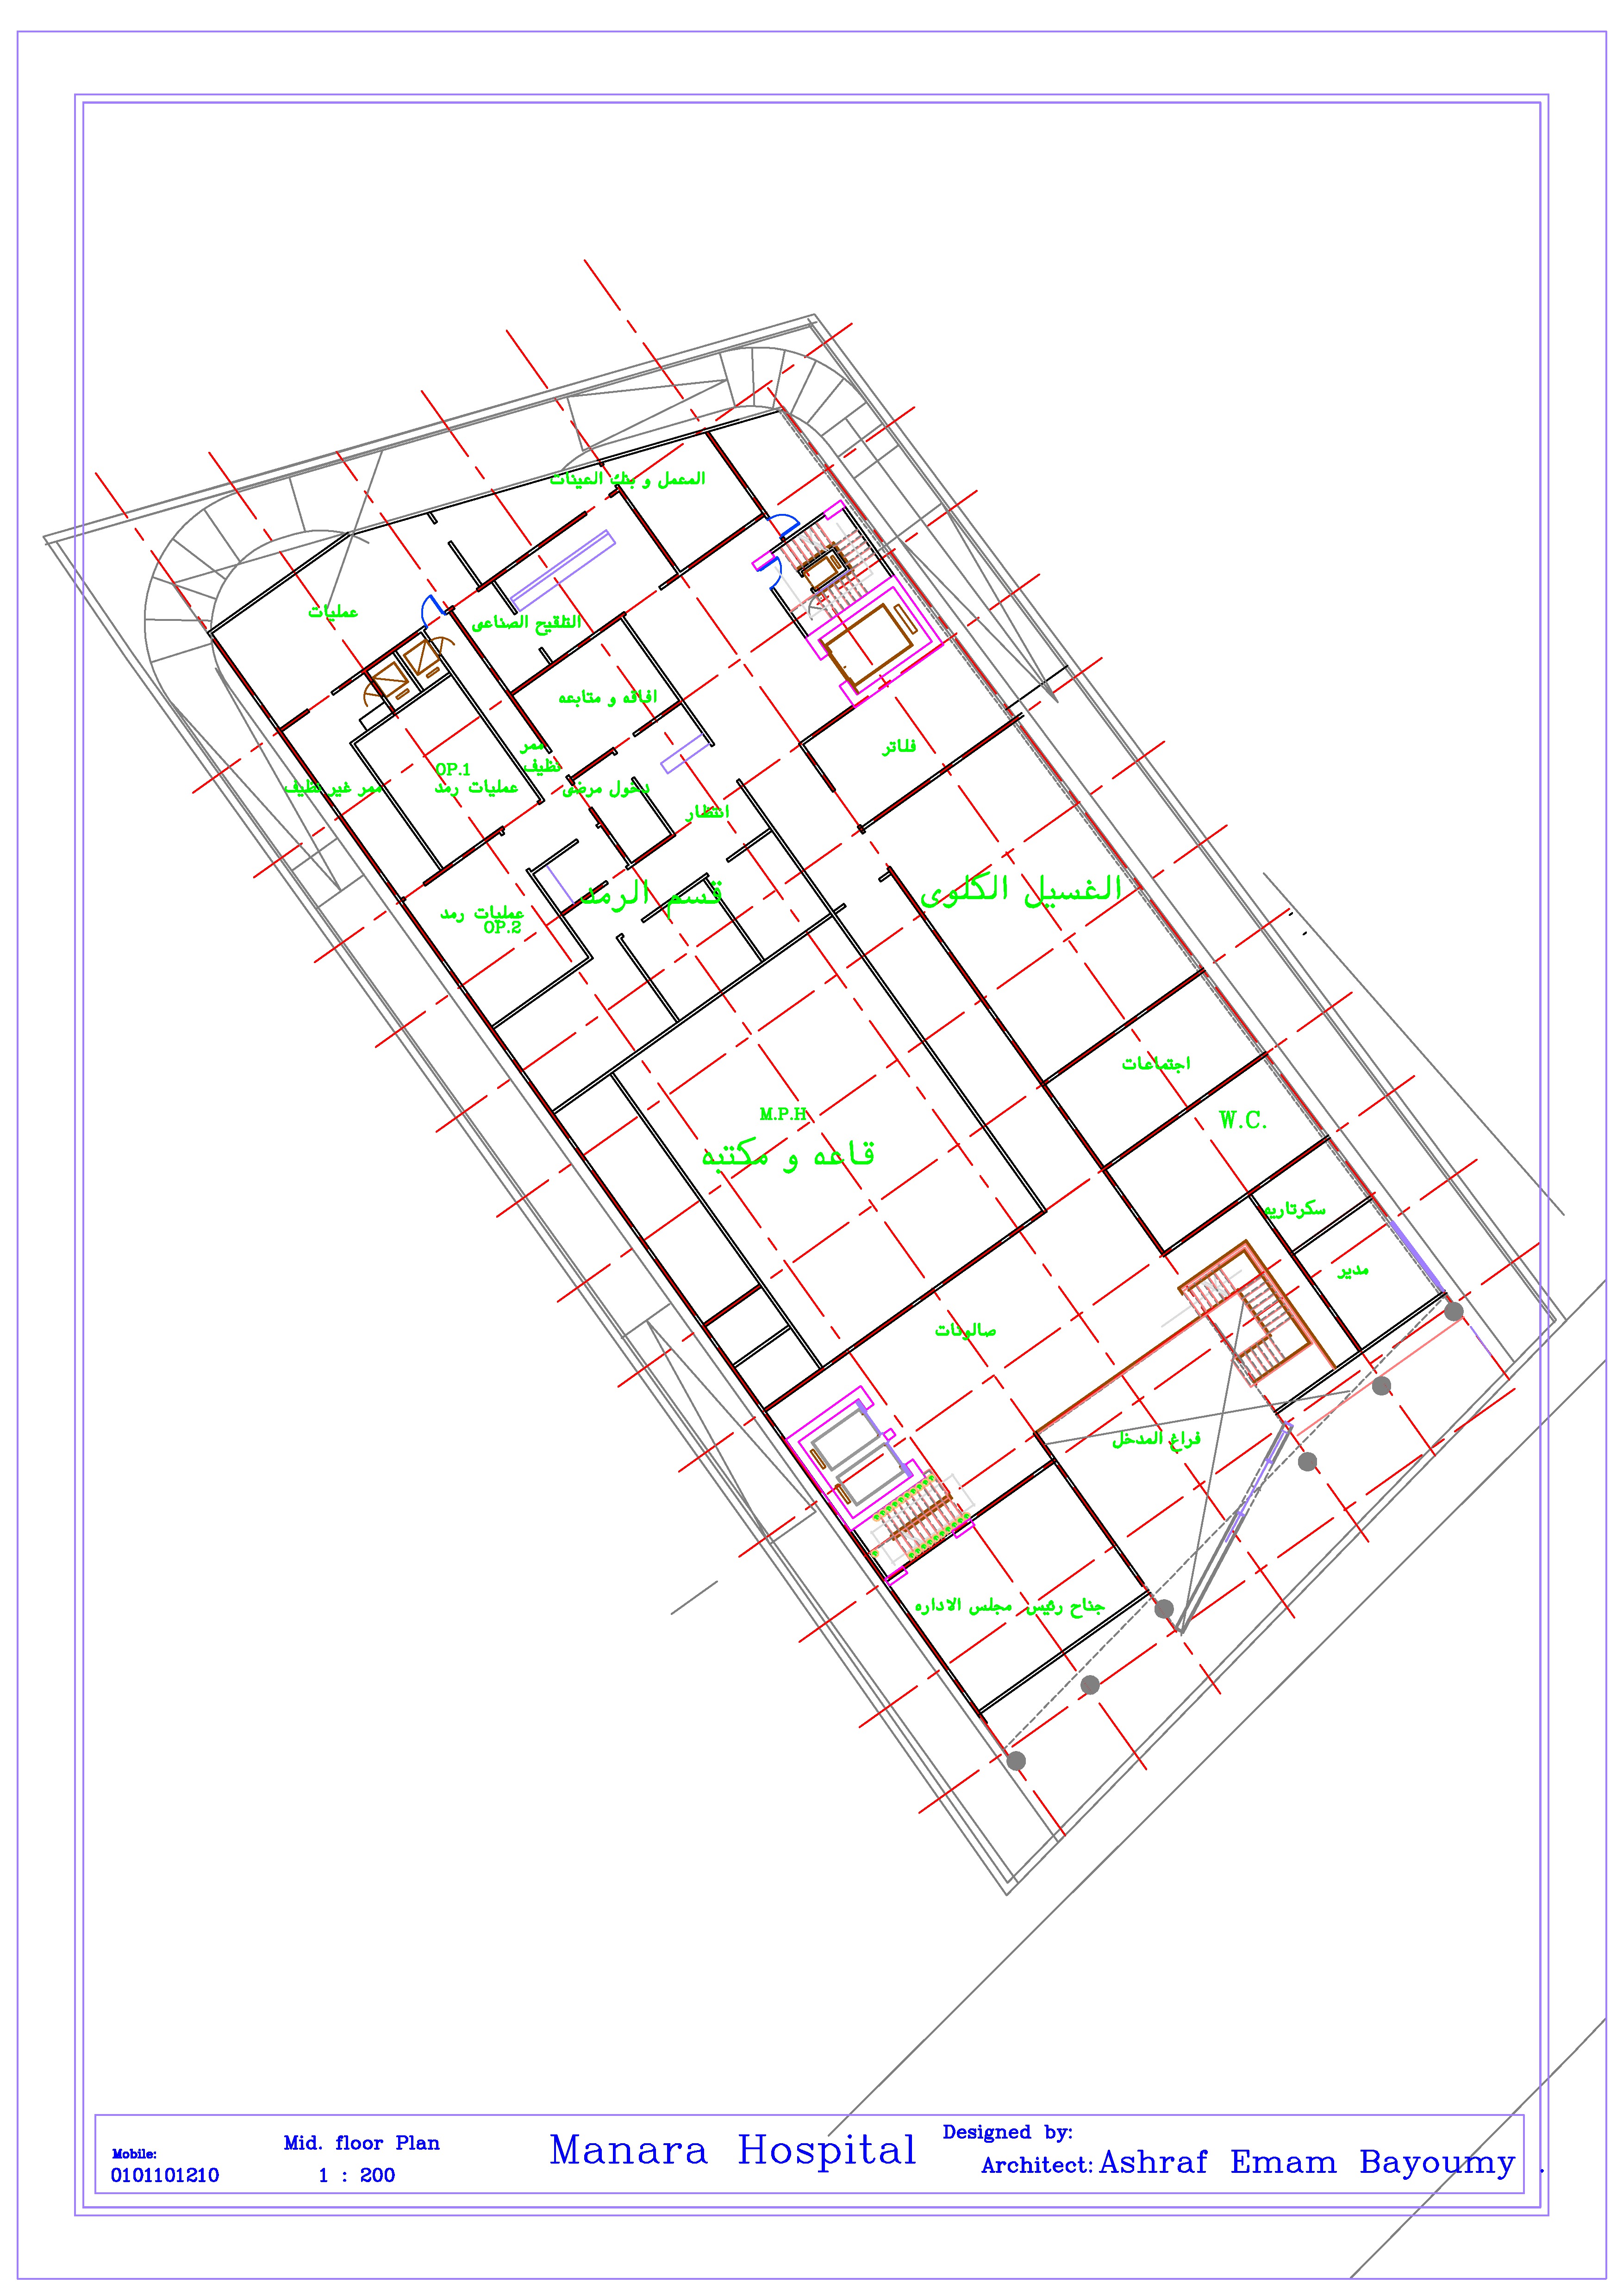 المعمل و بنك العينات
عمليات
التلقيح الصناعى
افاقه و متابعه
ممر
نظيف
فلاتر
OP.1
عمليات رمد
ممر غير نظيف
دخول مرضى
انتظار
قسم الرمد
الغسيل الكلوى
عمليات رمد
OP.2
اجتماعات
M.P.H
W.C.
قاعه و مكتبه
سكرتاريه
مدير
صالونات
فراغ المدخل
جناح رئيس مجلس الاداره
Mobile:
0101101210
Mid. floor Plan
1 : 200
Manara Hospital
Designed by:
Architect: Ashraf Emam Bayoumy .